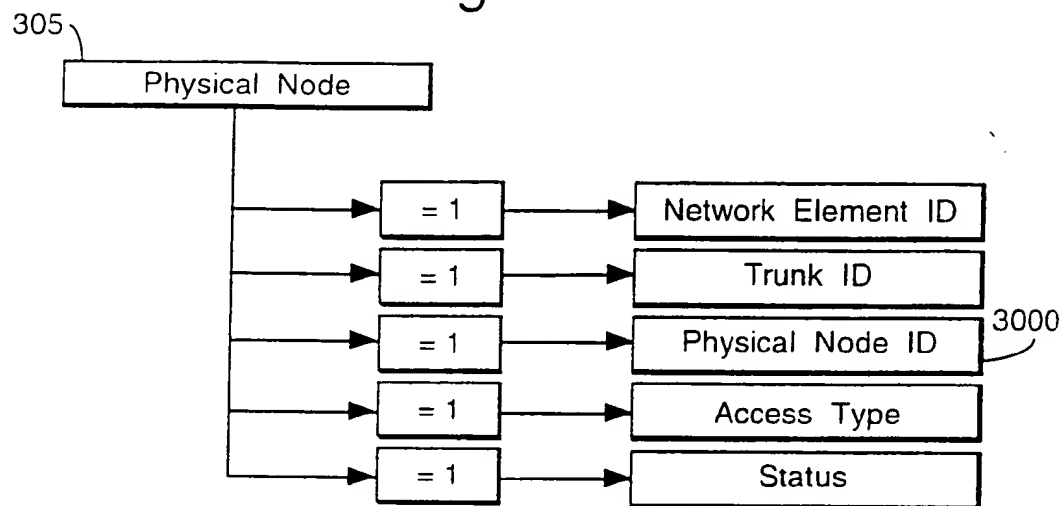 305
Physical Node
= 1 Network Element ID
= 1 Trunk ID
= 1 Physical Node ID 3000
= 1 Access Type
= 1 Status